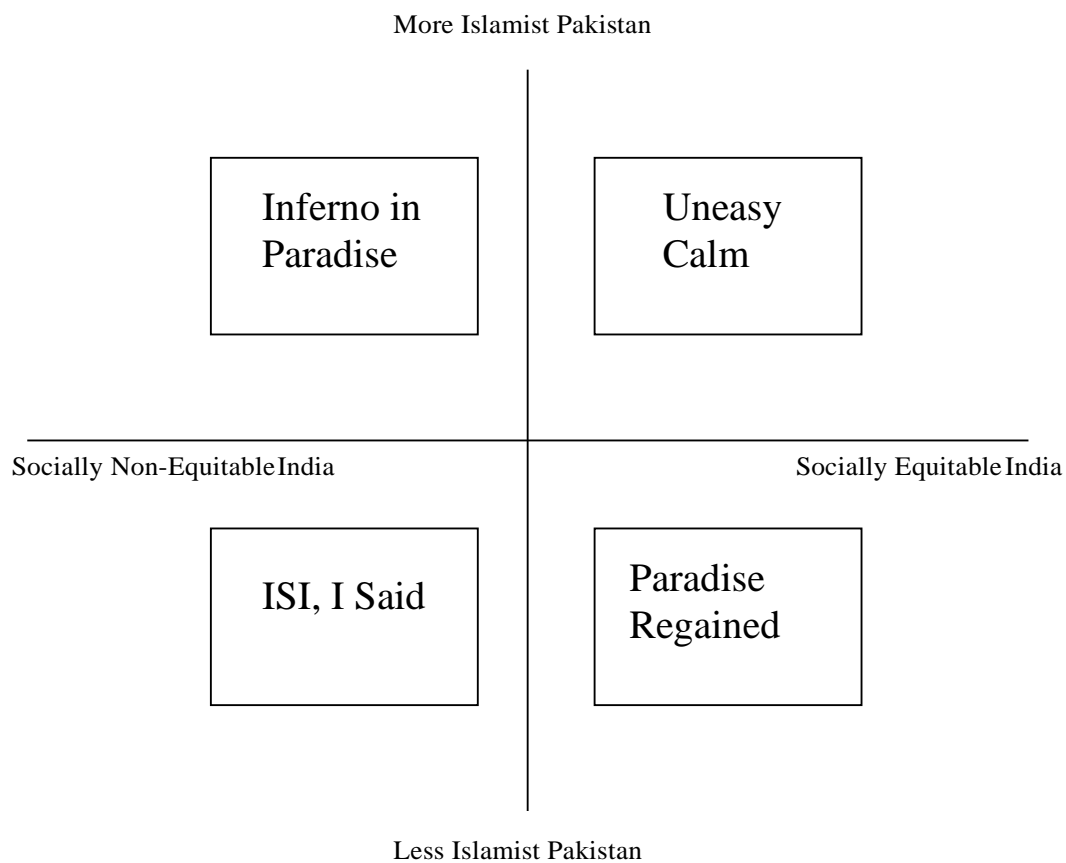 More Islamist Pakistan
Inferno in
Paradise
Uneasy
Calm
Socially Non-Equitable India
Socially Equitable India
ISI, I Said
Paradise
Regained
Less Islamist Pakistan